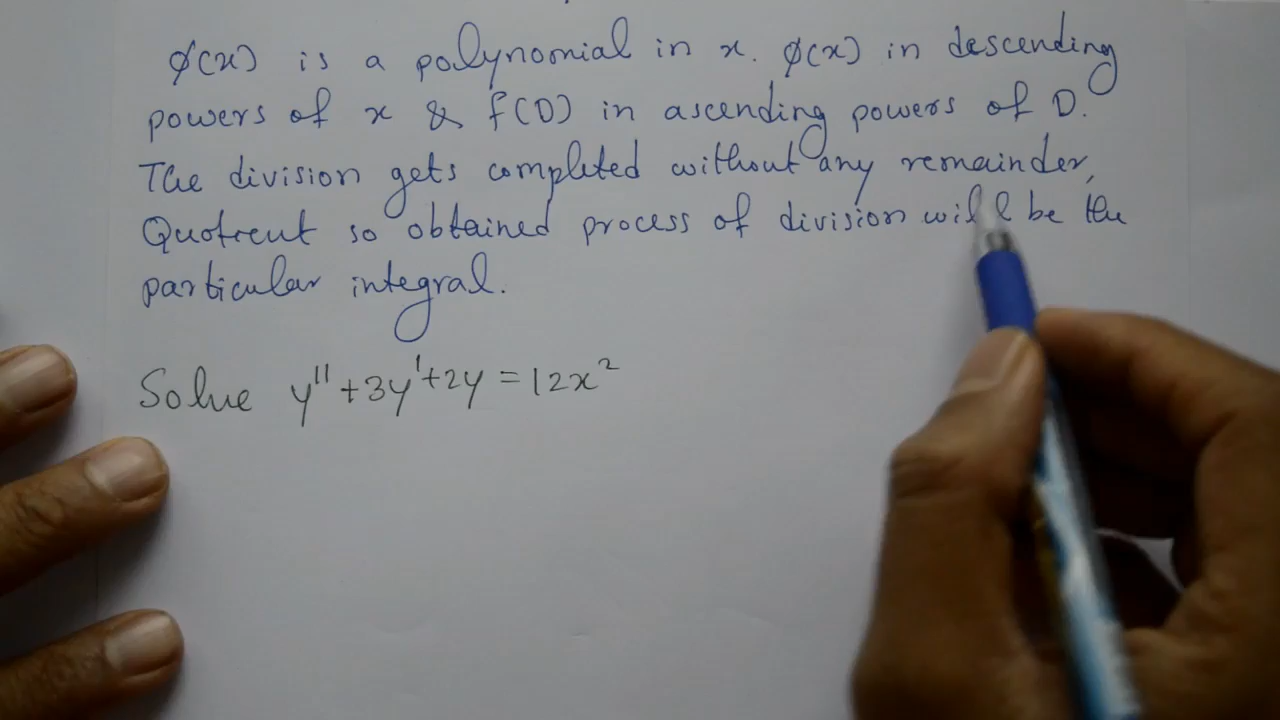 φ(x) is a polynomial in x. φ(x) in descending
powers of x & f(D) in ascending powers of D.
The division gets completed without any remainder,
Quotient so obtained process of division will be the
particular integral.
Solve y'' + 3y' + 2y = 12x²